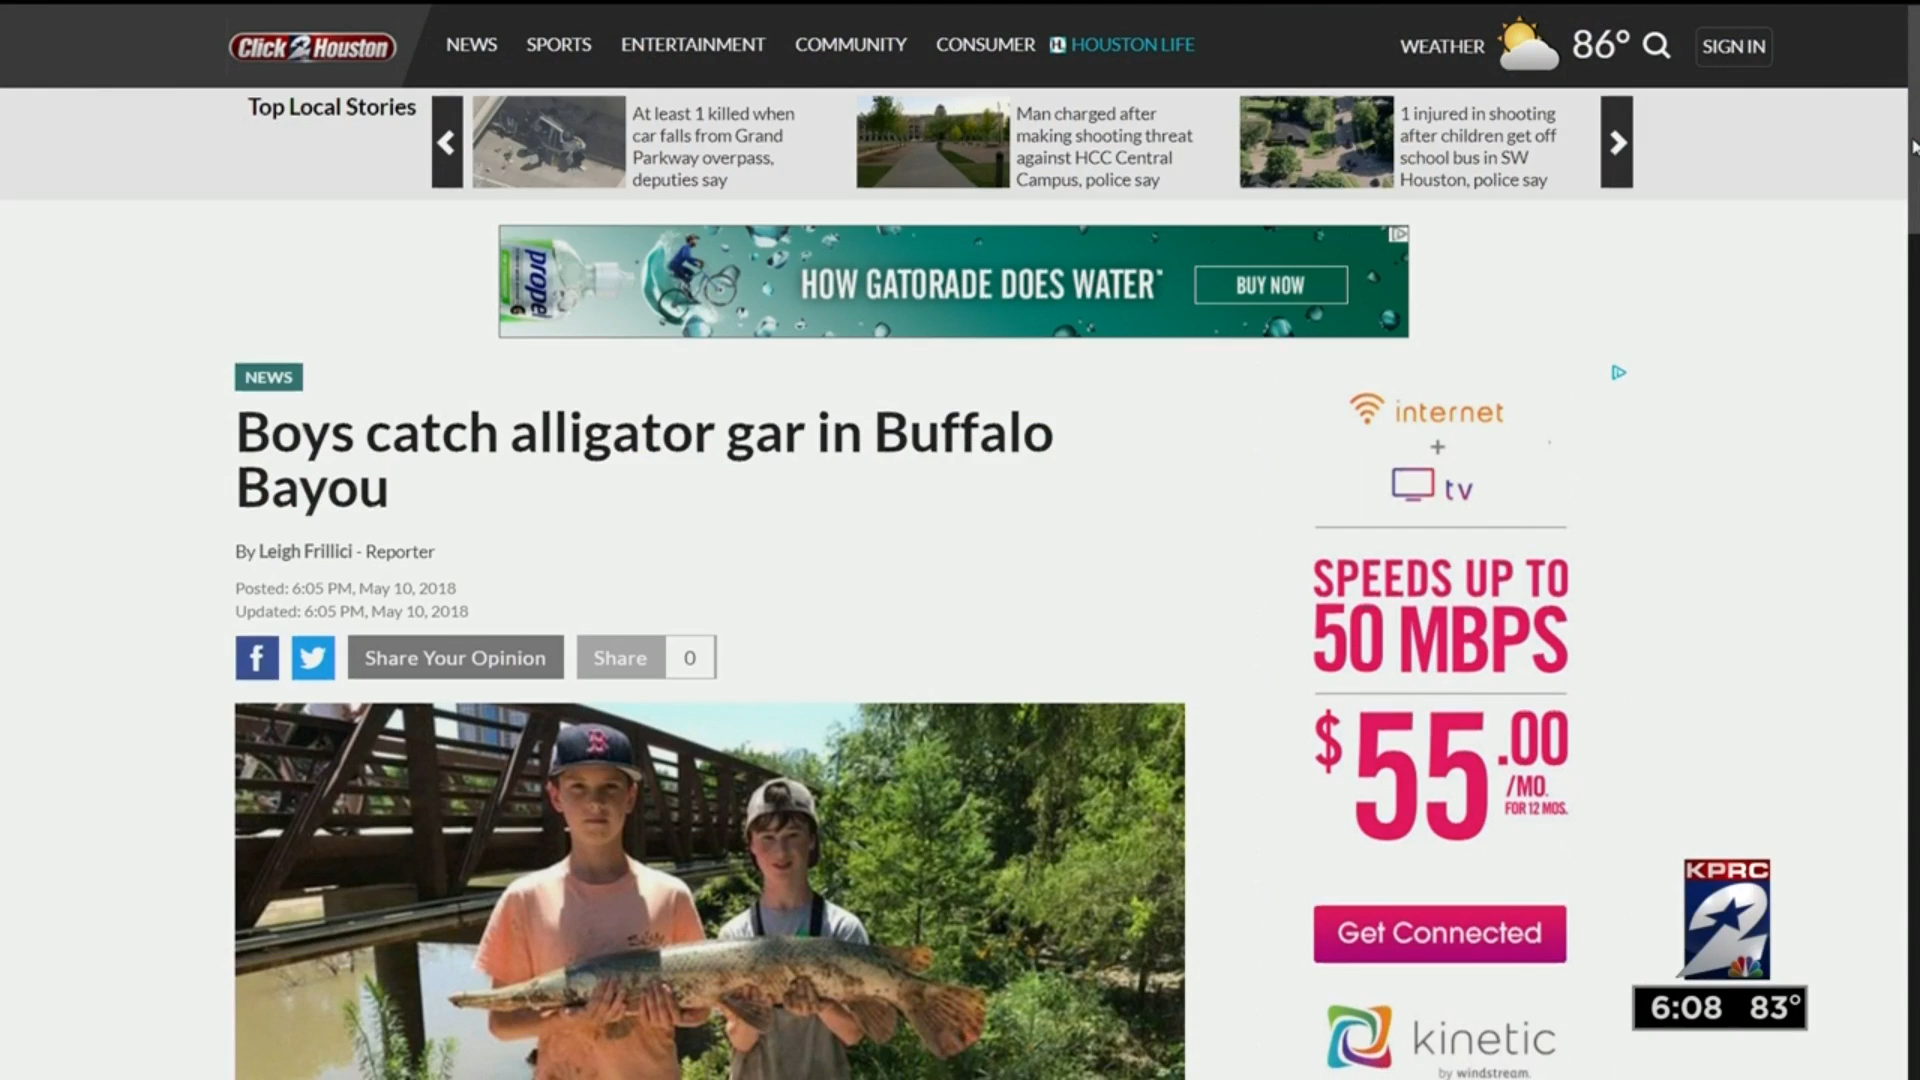 Click 2 Houston
NEWS SPORTS ENTERTAINMENT COMMUNITY CONSUMER HOUSTON LIFE
WEATHER 86° SIGN IN
Top Local Stories
At least 1 killed when
car falls from Grand
Parkway overpass,
deputies say
Man charged after
making shooting threat
against HCC Central
Campus, police say
1 injured in shooting
after children get off
school bus in SW
Houston, police say
propel
HOW GATORADE DOES WATER™
BUY NOW
NEWS
Boys catch alligator gar in Buffalo
Bayou
By Leigh Frillici - Reporter
Posted: 6:05 PM, May 10, 2018
Updated: 6:05 PM, May 10, 2018
f
Share Your Opinion
Share 0
B
internet
+
tv
SPEEDS UP TO
50 MBPS
$55.00
/MO.
FOR 12 MOS.
Get Connected
kinetic
by windstream.
KPRC
2
6:08 83°